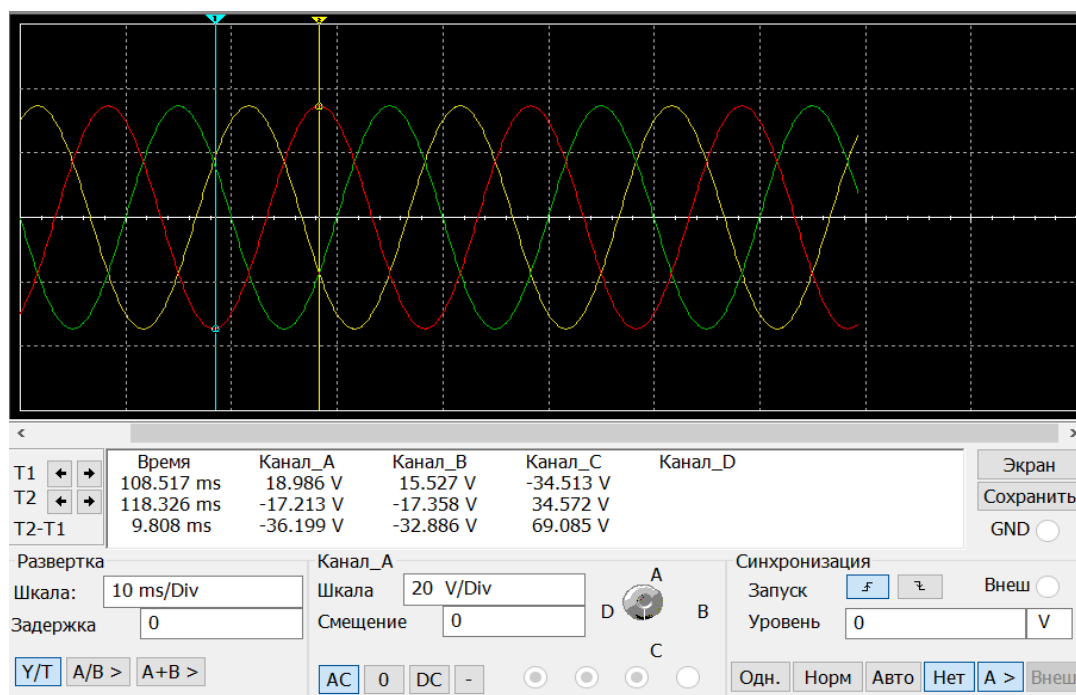 1 2
T1 T2 T2-T1
Время Канал_A Канал_B Канал_C Канал_D
108.517 ms 18.986 V 15.527 V -34.513 V
118.326 ms -17.213 V -17.358 V 34.572 V
9.808 ms -36.199 V -32.886 V 69.085 V
Экран
Сохранить
GND
Развертка
Шкала: 10 ms/Div
Задержка 0
Y/T A/B > A+B >
Канал_A
Шкала 20 V/Div
Смещение 0
AC 0 DC -
A
D B
C
Синхронизация
Запуск Внеш
Уровень 0 V
Одн. Норм Авто Нет A > Внеш